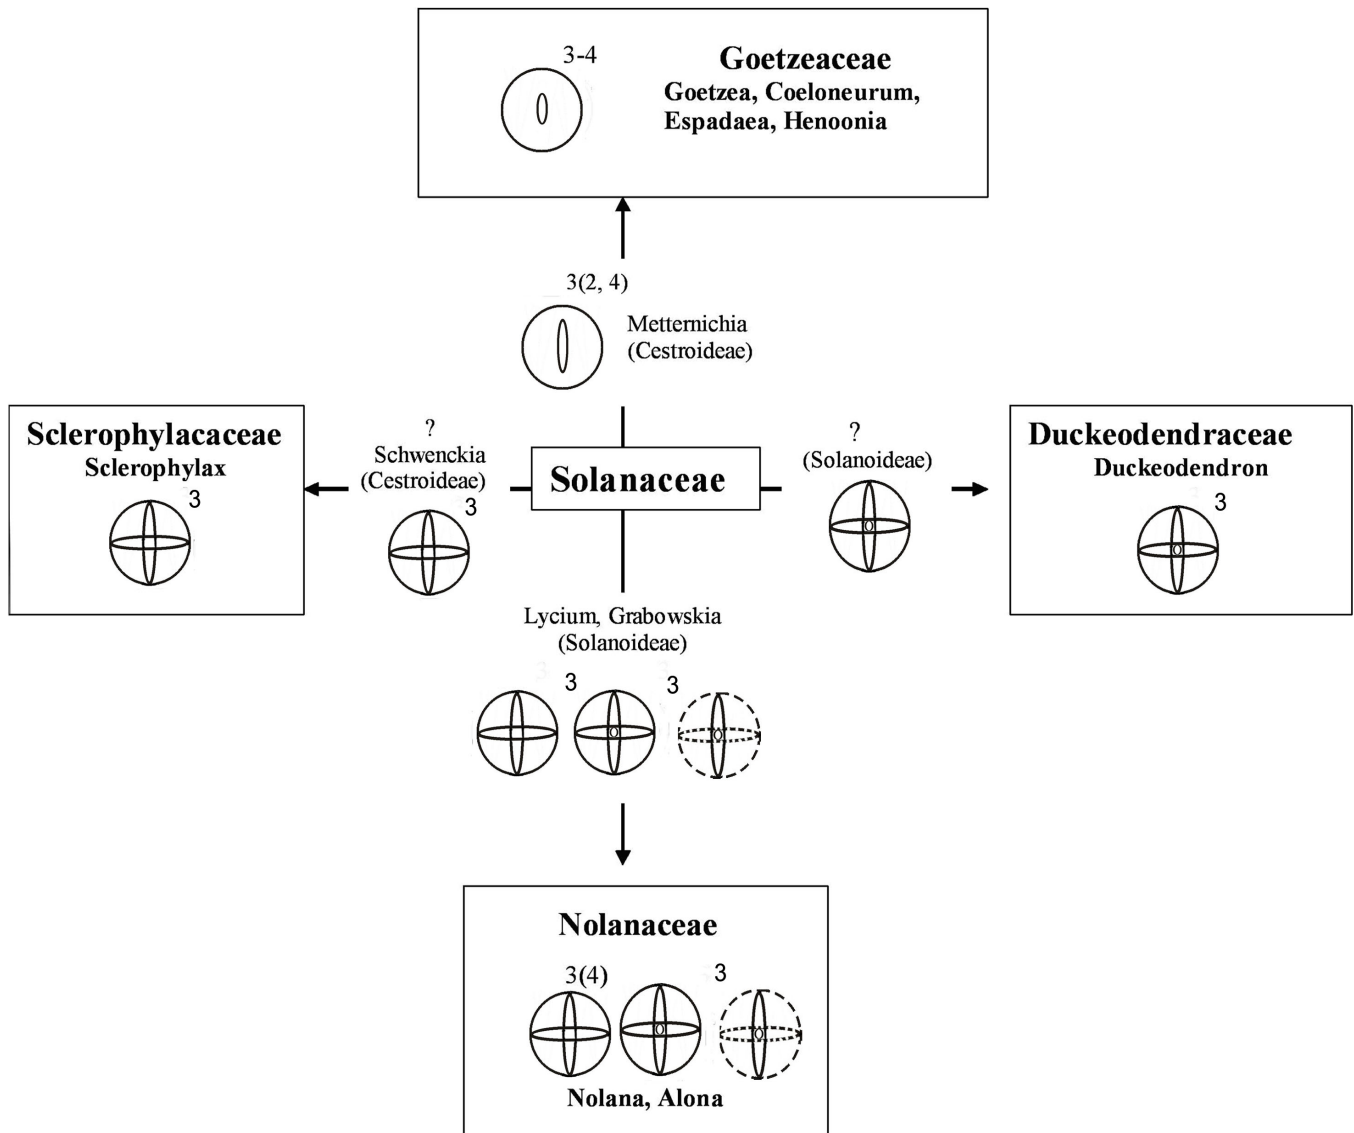 3-4
Goetzeaceae
Goetzea, Coeloneurum,
Espadaea, Henoonia
3(2, 4)
Metternichia
(Cestroideae)
Sclerophylacaceae
Sclerophylax
3
?
Schwenckia
(Cestroideae)
3
Solanaceae
?
(Solanoideae)
Duckeodendraceae
Duckeodendron
3
Lycium, Grabowskia
(Solanoideae)
3
3
Nolanaceae
3(4)
3
Nolana, Alona